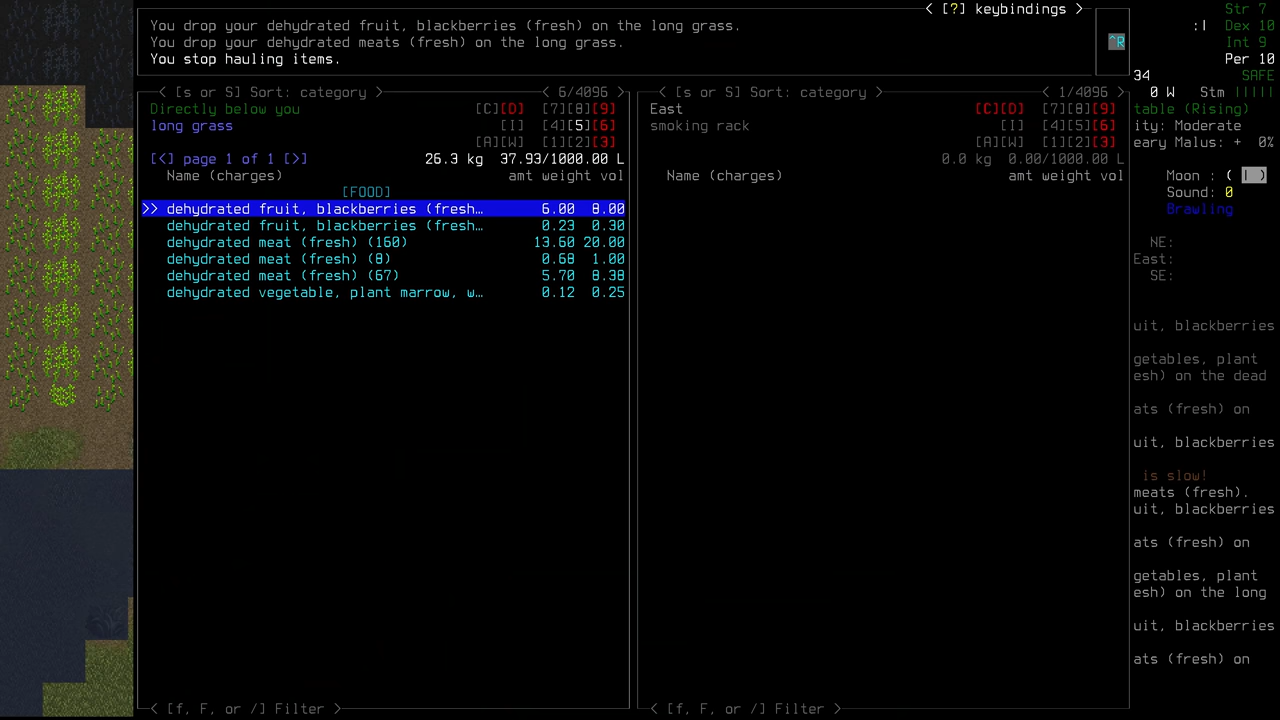 < [?] keybindings >
You drop your dehydrated fruit, blackberries (fresh) on the long grass.
You drop your dehydrated meats (fresh) on the long grass.
You stop hauling items.
^R
:| Str 7
Dex 10
Int 9
Per 10
34 SAFE
0 W Stm |||||
table (Rising)
ity: Moderate
eary Malus: + 0%
Moon : ( | )
Sound: 0
Brawling
NE:
East:
SE:
uit, blackberries
getables, plant
esh) on the dead
ats (fresh) on
uit, blackberries
is slow!
meats (fresh).
uit, blackberries
ats (fresh) on
getables, plant
esh) on the long
uit, blackberries
ats (fresh) on
< [s or S] Sort: category > < 6/4096 >
Directly below you [C][D] [7][8][9]
long grass [I] [4][5][6]
[A][W] [1][2][3]
[<] page 1 of 1 [>] 26.3 kg 37.93/1000.00 L
Name (charges) amt weight vol
[FOOD]
>> dehydrated fruit, blackberries (fresh… 6.00 8.00
dehydrated fruit, blackberries (fresh… 0.23 0.30
dehydrated meat (fresh) (160) 13.60 20.00
dehydrated meat (fresh) (8) 0.68 1.00
dehydrated meat (fresh) (67) 5.70 8.38
dehydrated vegetable, plant marrow, w… 0.12 0.25
< [f, F, or /] Filter >
< [s or S] Sort: category > < 1/4096 >
East [C][D] [7][8][9]
smoking rack [I] [4][5][6]
[A][W] [1][2][3]
0.0 kg 0.00/1000.00 L
Name (charges) amt weight vol
< [f, F, or /] Filter >